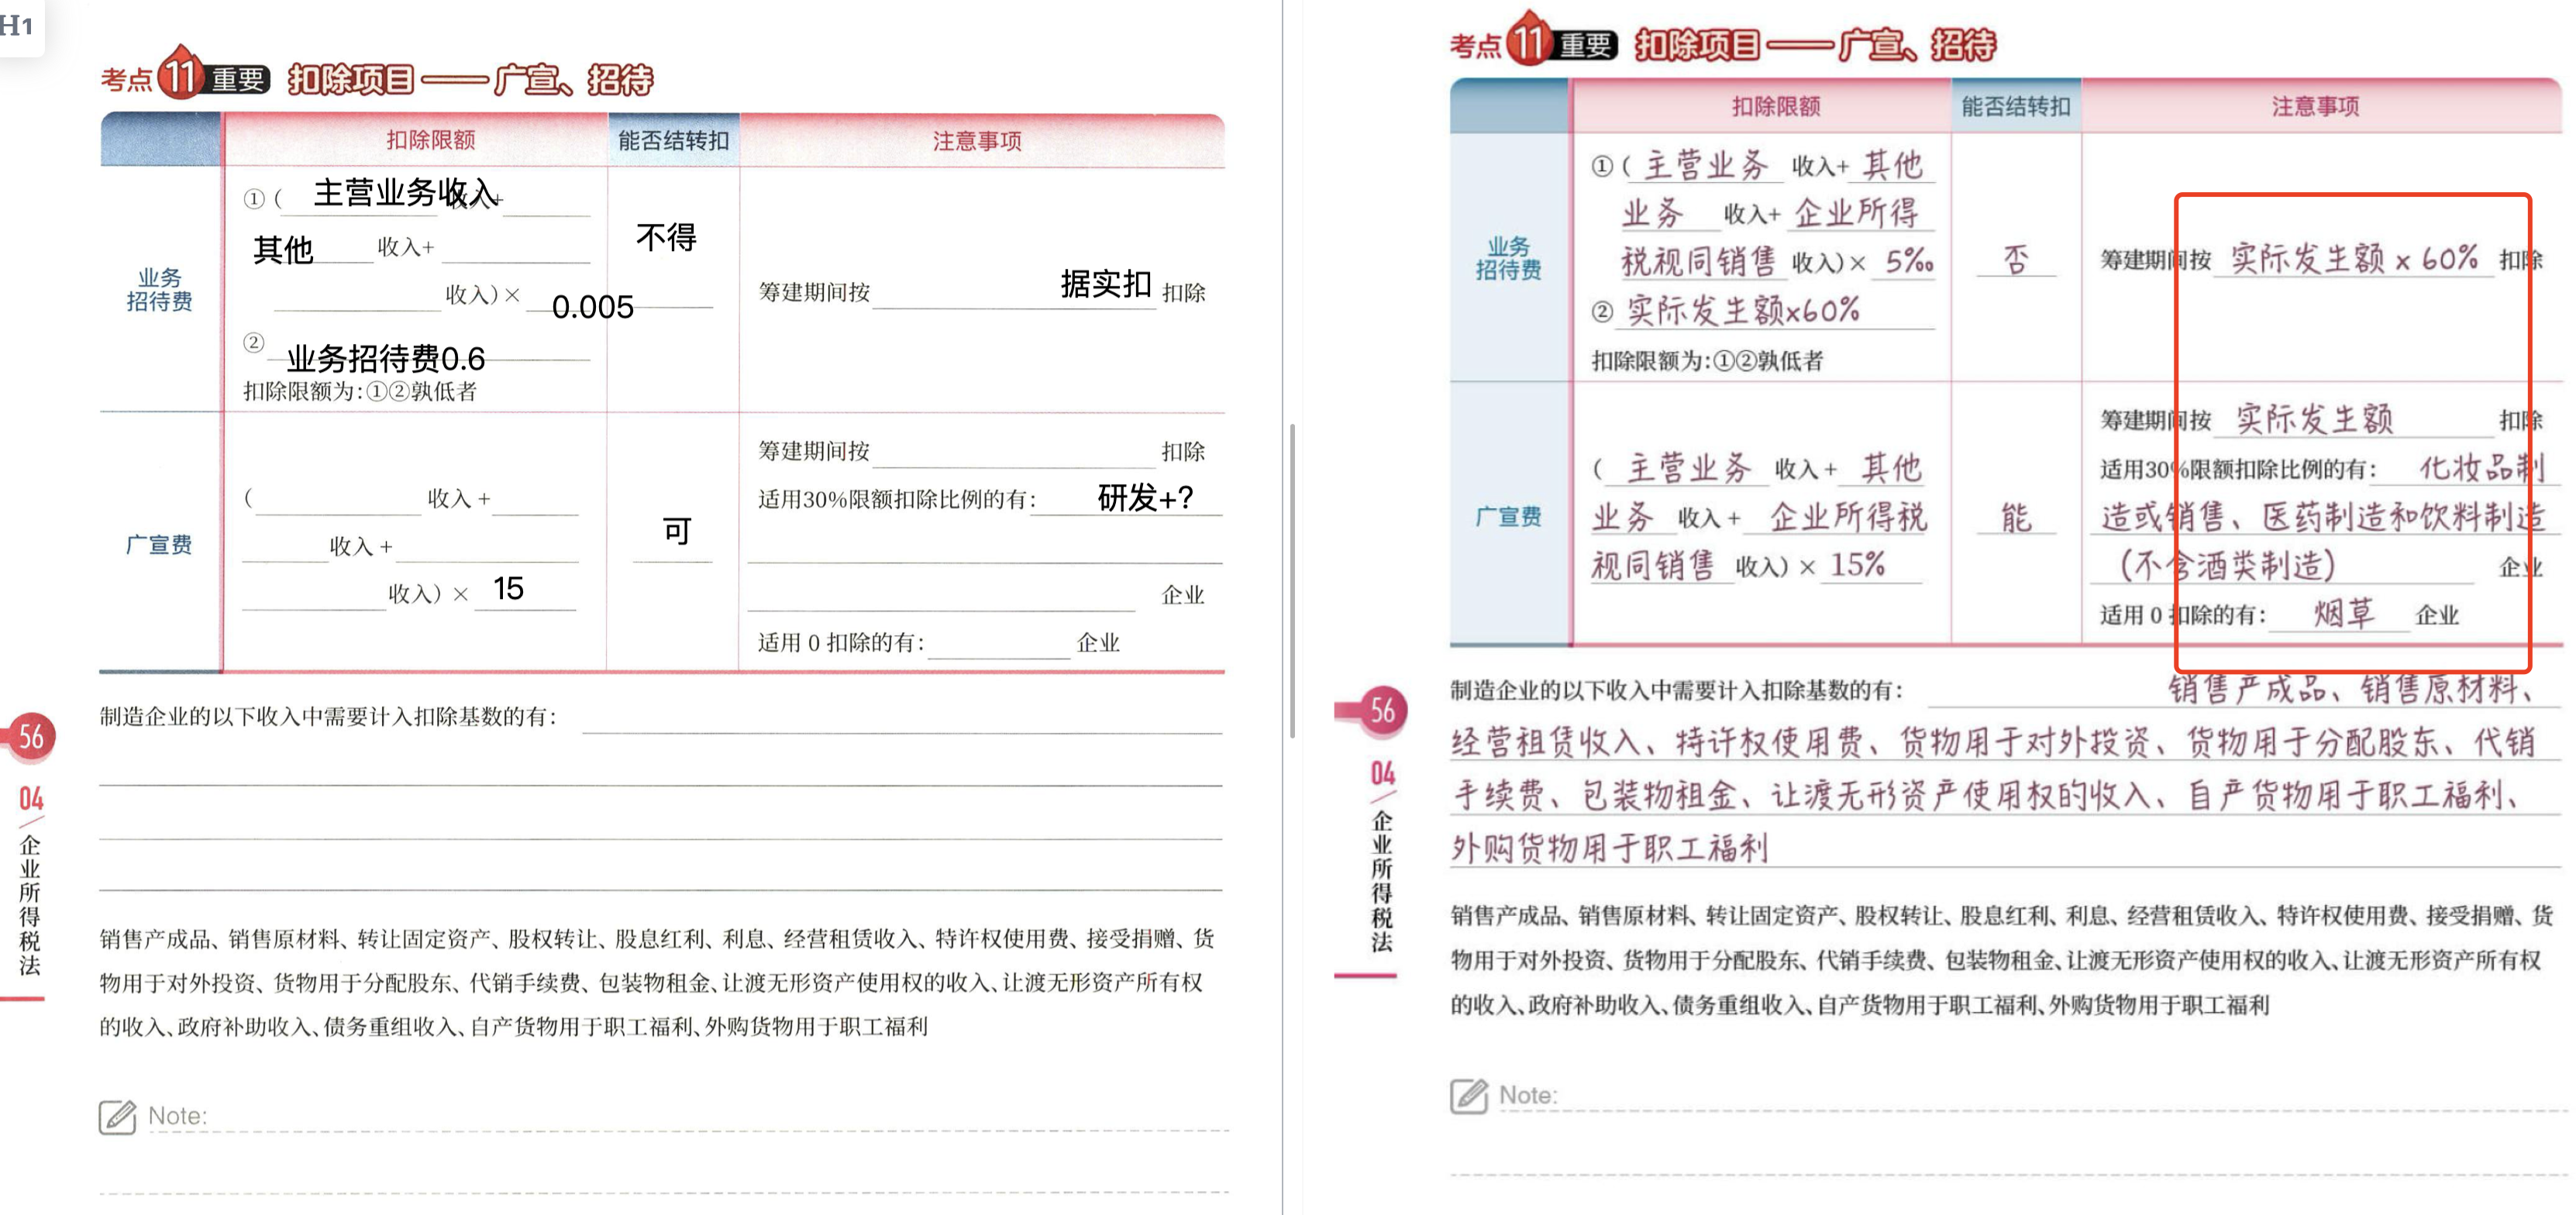 H1
考点 11 重要 扣除项目——广宣、招待
扣除限额 能否结转扣 注意事项
业务
招待费
① ( 主营业务收入 收入+
其他 收入+
收入) × 0.005
② 业务招待费0.6
扣除限额为:①②孰低者
不得
筹建期间按 据实扣 扣除
广宣费
( 收入 +
收入 +
收入) × 15
可
筹建期间按 扣除
适用30%限额扣除比例的有: 研发+?
企业
适用 0 扣除的有: 企业
制造企业的以下收入中需要计入扣除基数的有:
销售产成品、销售原材料、转让固定资产、股权转让、股息红利、利息、经营租赁收入、特许权使用费、接受捐赠、货
物用于对外投资、货物用于分配股东、代销手续费、包装物租金、让渡无形资产使用权的收入、让渡无形资产所有权
的收入、政府补助收入、债务重组收入、自产货物用于职工福利、外购货物用于职工福利
Note:
56
04
企业所得税法
考点 11 重要 扣除项目——广宣、招待
扣除限额 能否结转扣 注意事项
业务
招待费
① ( 主营业务 收入+ 其他
业务 收入+ 企业所得
税视同销售 收入) × 5‰
② 实际发生额x60%
扣除限额为:①②孰低者
否
筹建期间按 实际发生额 x 60% 扣除
广宣费
( 主营业务 收入 + 其他
业务 收入 + 企业所得税
视同销售 收入) × 15%
能
筹建期间按 实际发生额 扣除
适用30%限额扣除比例的有: 化妆品制
造或销售、医药制造和饮料制造
(不含酒类制造) 企业
适用 0 扣除的有: 烟草 企业
制造企业的以下收入中需要计入扣除基数的有: 销售产成品、销售原材料、
经营租赁收入、特许权使用费、货物用于对外投资、货物用于分配股东、代销
手续费、包装物租金、让渡无形资产使用权的收入、自产货物用于职工福利、
外购货物用于职工福利
销售产成品、销售原材料、转让固定资产、股权转让、股息红利、利息、经营租赁收入、特许权使用费、接受捐赠、货
物用于对外投资、货物用于分配股东、代销手续费、包装物租金、让渡无形资产使用权的收入、让渡无形资产所有权
的收入、政府补助收入、债务重组收入、自产货物用于职工福利、外购货物用于职工福利
Note:
56
04
企业所得税法